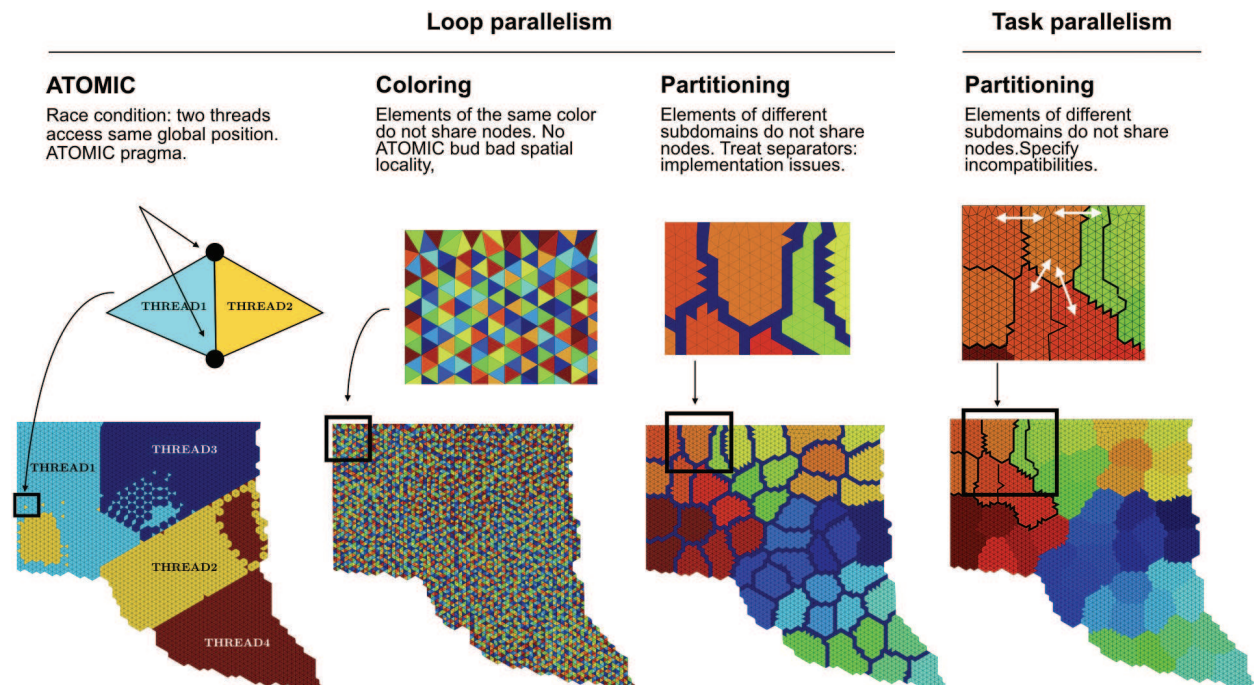 Loop parallelism
Task parallelism
ATOMIC
Race condition: two threads
access same global position.
ATOMIC pragma.
Coloring
Elements of the same color
do not share nodes. No
ATOMIC bud bad spatial
locality,
Partitioning
Elements of different
subdomains do not share
nodes. Treat separators:
implementation issues.
Partitioning
Elements of different
subdomains do not share
nodes.Specify
incompatibilities.
THREAD1
THREAD2
THREAD1
THREAD3
THREAD2
THREAD4